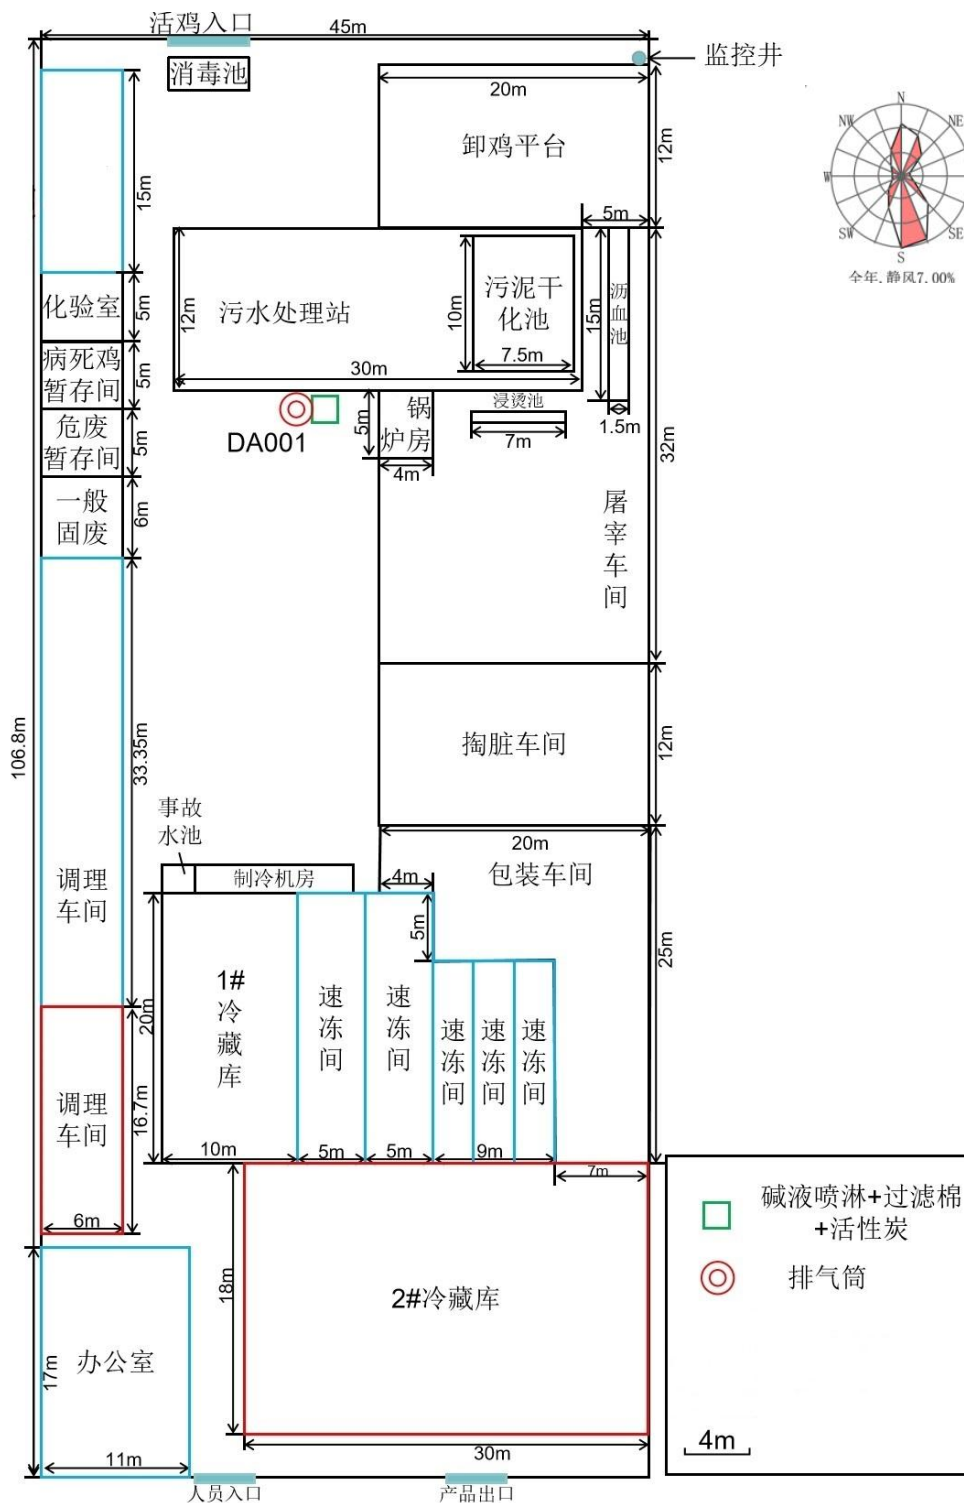 活鸡入口
45m
消毒池
监控井
20m
卸鸡平台
12m
15m
N
NE
SE
S
SW
W
NW
全年,静风7.00%
5m
化验室
5m
病死鸡
暂存间
5m
危废
暂存间
5m
一般
固废
6m
12m
污水处理站
10m
污泥干
化池
7.5m
30m
15m
沥血池
1.5m
32m
DA001
5m
锅
炉房
4m
浸烫池
7m
屠宰车间
106.8m
33.35m
掏脏车间
12m
20m
包装车间
25m
事故
水池
制冷机房
4m
5m
调理
车间
20m
1#
冷藏库
速冻间
速冻间
速冻间
速冻间
速冻间
10m
5m
5m
9m
7m
调理
车间
16.7m
6m
18m
2#冷藏库
30m
办公室
17m
11m
人员入口
产品出口
碱液喷淋+过滤棉
+活性炭
排气筒
4m